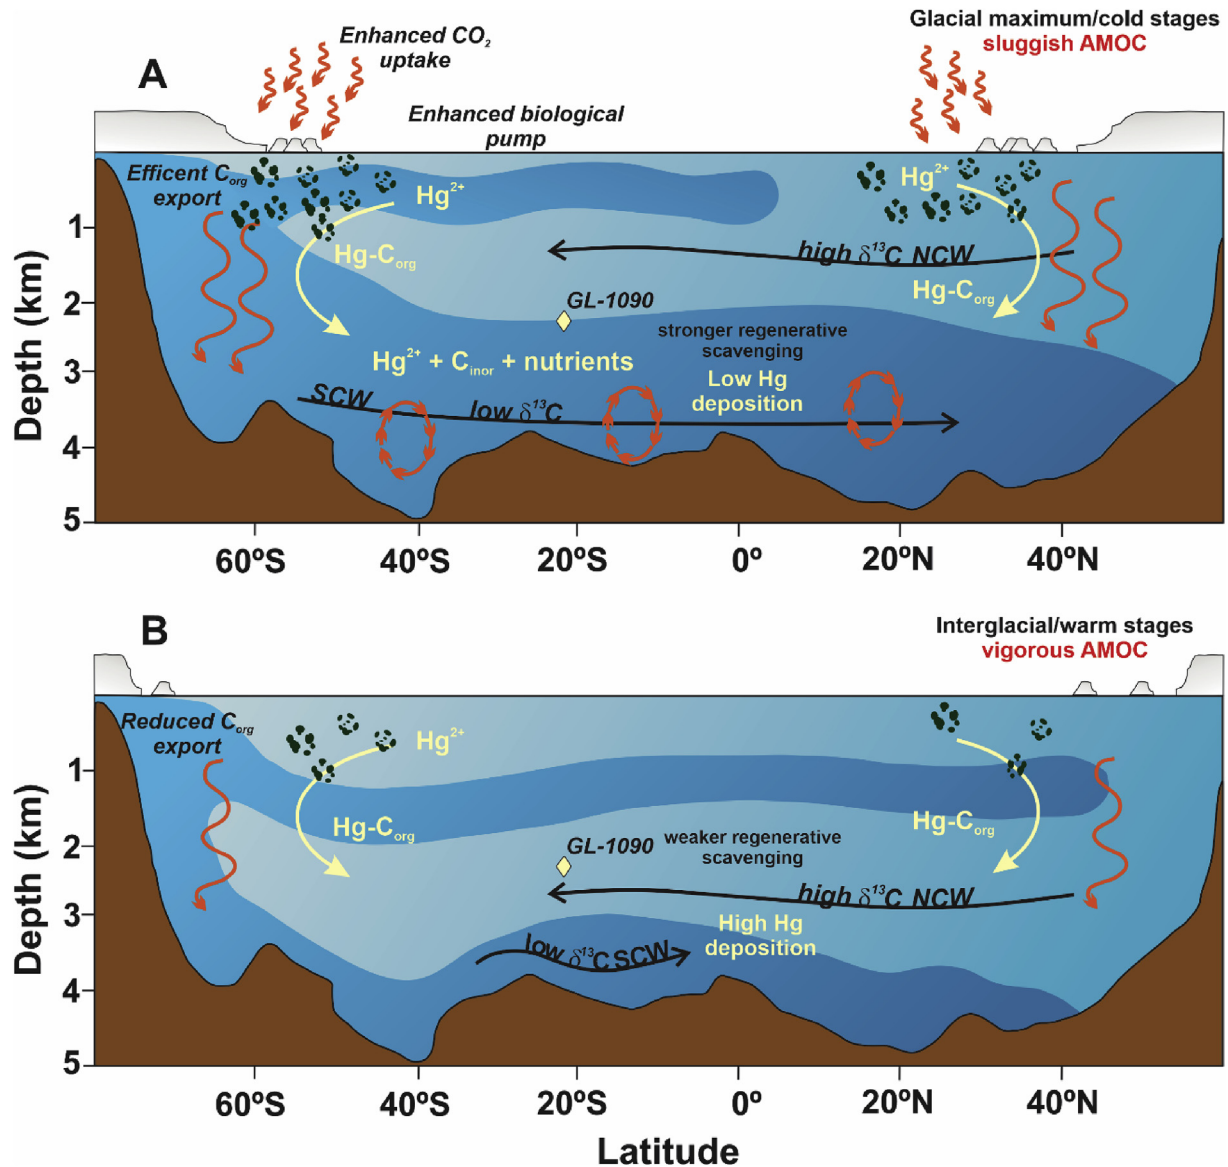 A
Enhanced CO₂
uptake
Glacial maximum/cold stages
sluggish AMOC
Enhanced biological
pump
Efficent Corg
export
Hg²⁺
Hg²⁺
Hg-Corg
high δ¹³C NCW
Hg-Corg
GL-1090
stronger regenerative
scavenging
Hg²⁺ + Cinor + nutrients
Low Hg
deposition
SCW
low δ¹³C
Depth (km)
1
2
3
4
5
60ºS
40ºS
20ºS
0º
20ºN
40ºN
B
Interglacial/warm stages
vigorous AMOC
Reduced Corg
export
Hg²⁺
Hg-Corg
Hg-Corg
GL-1090
weaker regenerative
scavenging
high δ¹³C NCW
High Hg
deposition
low δ¹³C SCW
Depth (km)
1
2
3
4
5
60ºS
40ºS
20ºS
0º
20ºN
40ºN
Latitude